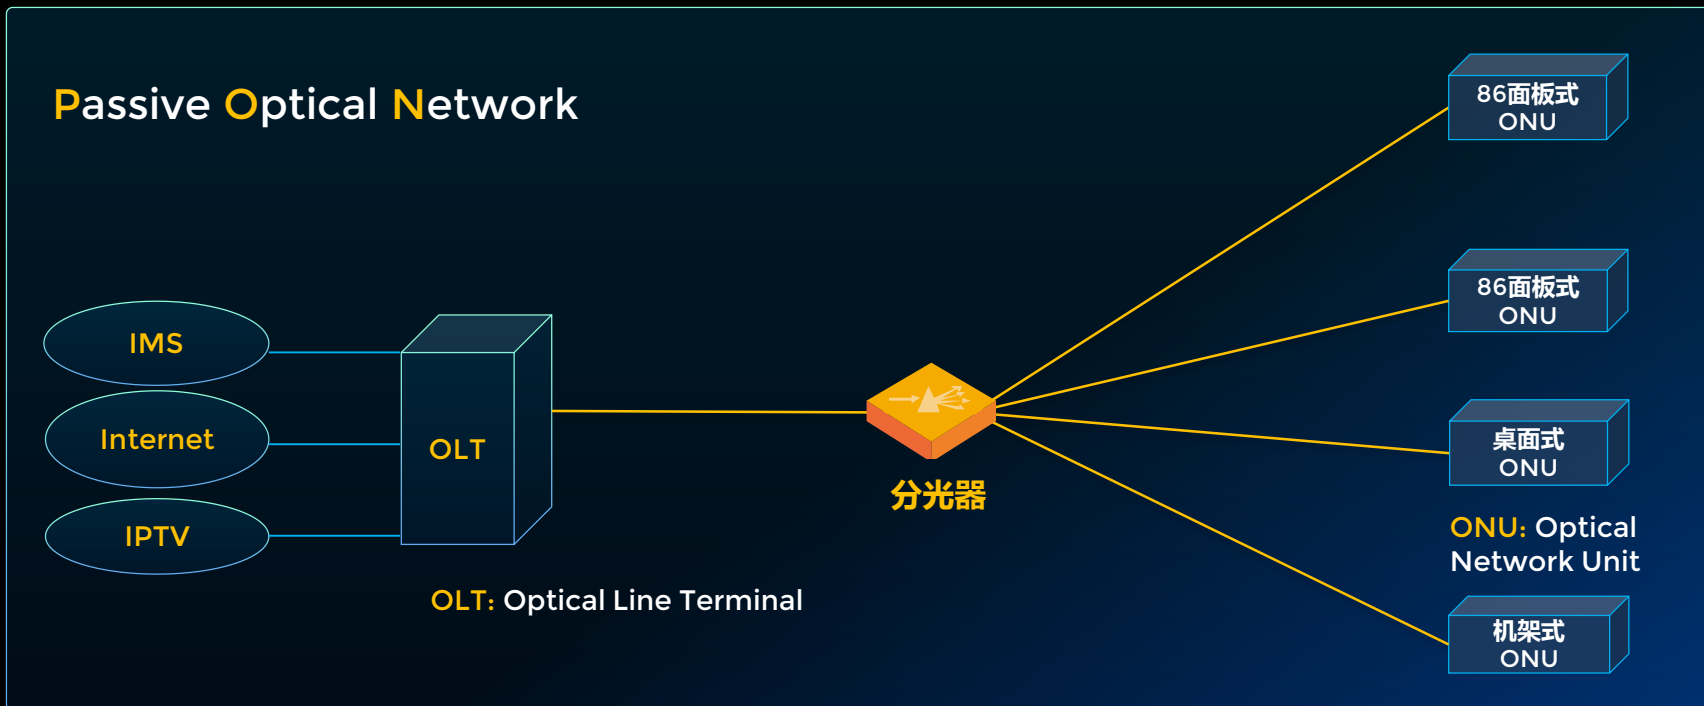 Passive Optical Network
86面板式
ONU
86面板式
ONU
IMS
Internet
IPTV
OLT
分光器
桌面式
ONU
ONU: Optical
Network Unit
OLT: Optical Line Terminal
机架式
ONU